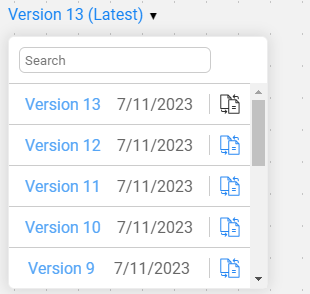 Version 13 (Latest) ▼
Search
Version 13 7/11/2023
Version 12 7/11/2023
Version 11 7/11/2023
Version 10 7/11/2023
Version 9 7/11/2023